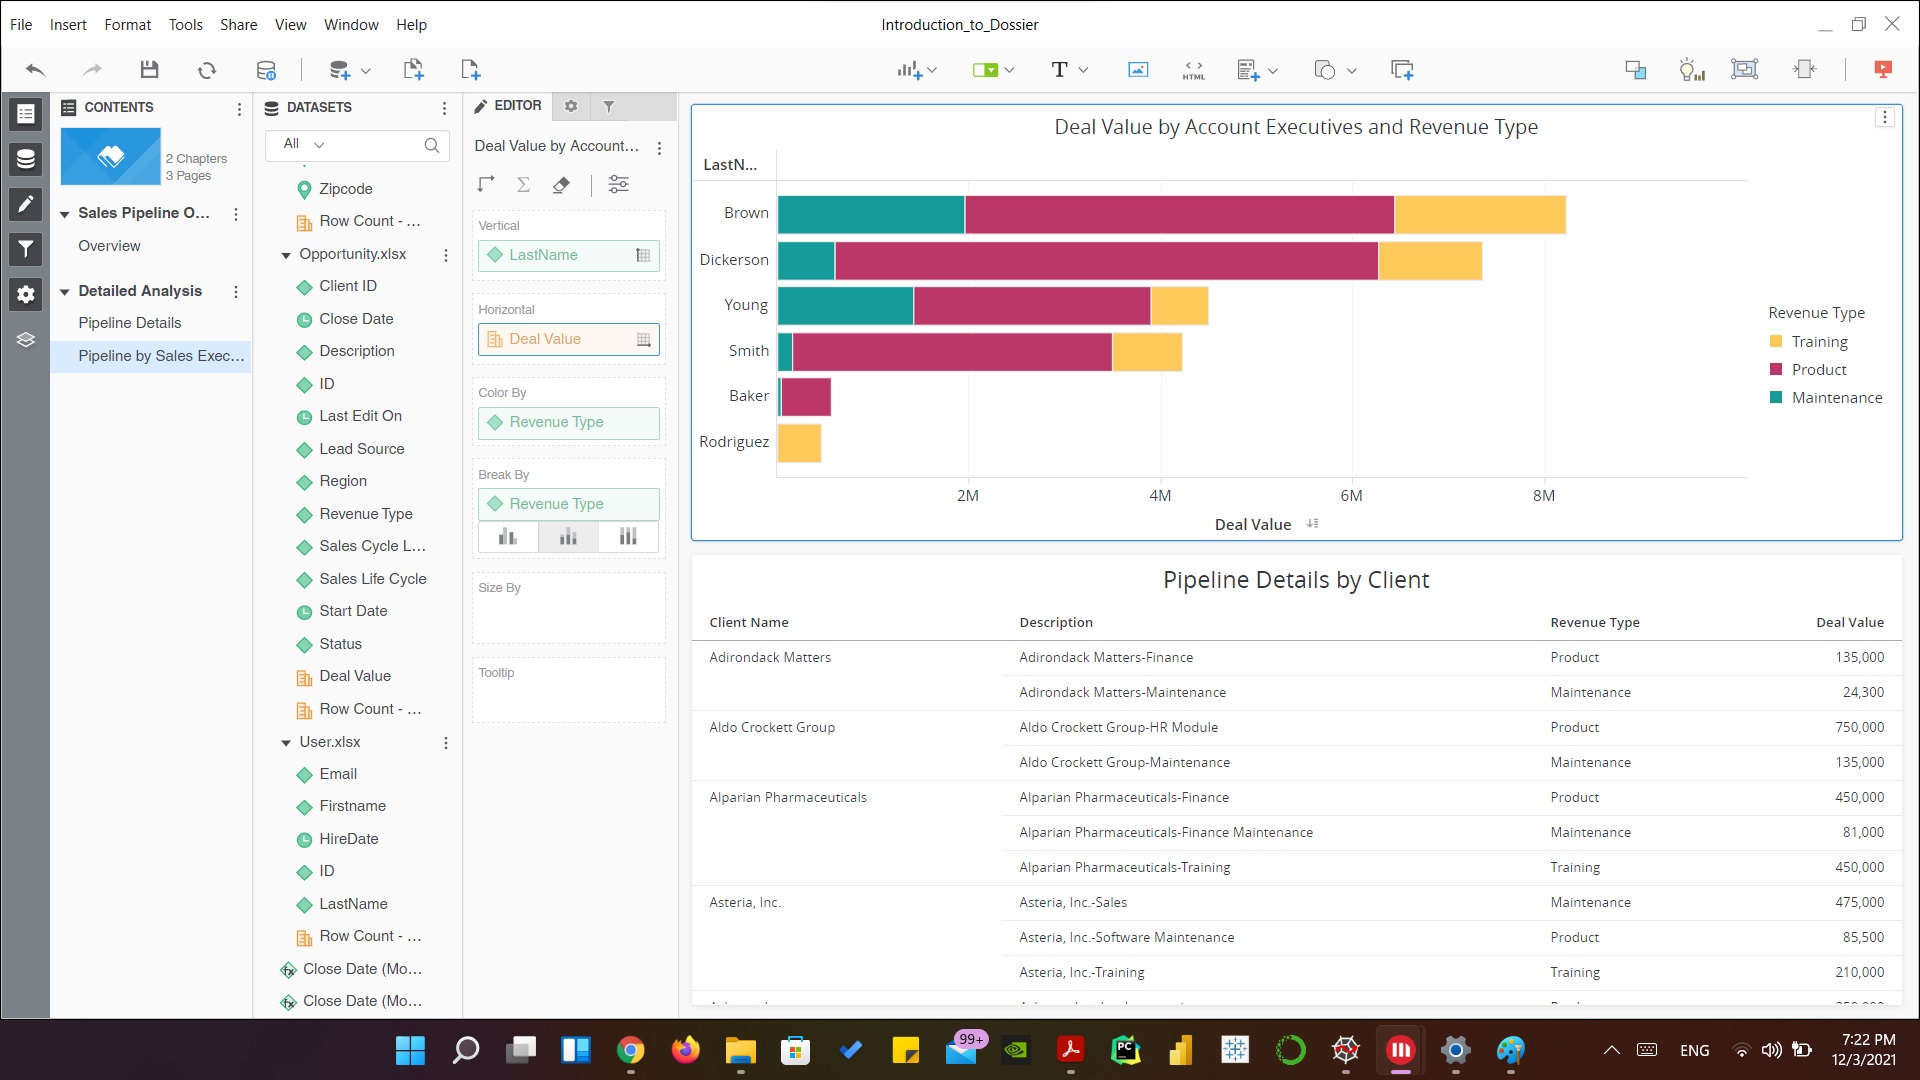 File Insert Format Tools Share View Window Help
Introduction_to_Dossier
HTML
CONTENTS
2 Chapters
3 Pages
Sales Pipeline O...
Overview
Detailed Analysis
Pipeline Details
Pipeline by Sales Exec...
DATASETS
All
Zipcode
Row Count - ...
Opportunity.xlsx
Client ID
Close Date
Description
ID
Last Edit On
Lead Source
Region
Revenue Type
Sales Cycle L...
Sales Life Cycle
Start Date
Status
Deal Value
Row Count - ...
User.xlsx
Email
Firstname
HireDate
ID
LastName
Row Count - ...
Close Date (Mo...
Close Date (Mo...
EDITOR
Deal Value by Account...
Vertical
LastName
Horizontal
Deal Value
Color By
Revenue Type
Break By
Revenue Type
Size By
Tooltip
Deal Value by Account Executives and Revenue Type
LastN...
Brown
Dickerson
Young
Smith
Baker
Rodriguez
2M 4M 6M 8M
Deal Value
Revenue Type
Training
Product
Maintenance
Pipeline Details by Client
Client Name Description Revenue Type Deal Value
Adirondack Matters Adirondack Matters-Finance Product 135,000
Adirondack Matters-Maintenance Maintenance 24,300
Aldo Crockett Group Aldo Crockett Group-HR Module Product 750,000
Aldo Crockett Group-Maintenance Maintenance 135,000
Alparian Pharmaceuticals Alparian Pharmaceuticals-Finance Product 450,000
Alparian Pharmaceuticals-Finance Maintenance Maintenance 81,000
Alparian Pharmaceuticals-Training Training 450,000
Asteria, Inc. Asteria, Inc.-Sales Maintenance 475,000
Asteria, Inc.-Software Maintenance Product 85,500
Asteria, Inc.-Training Training 210,000
99+
PC
ENG
7:22 PM
12/3/2021